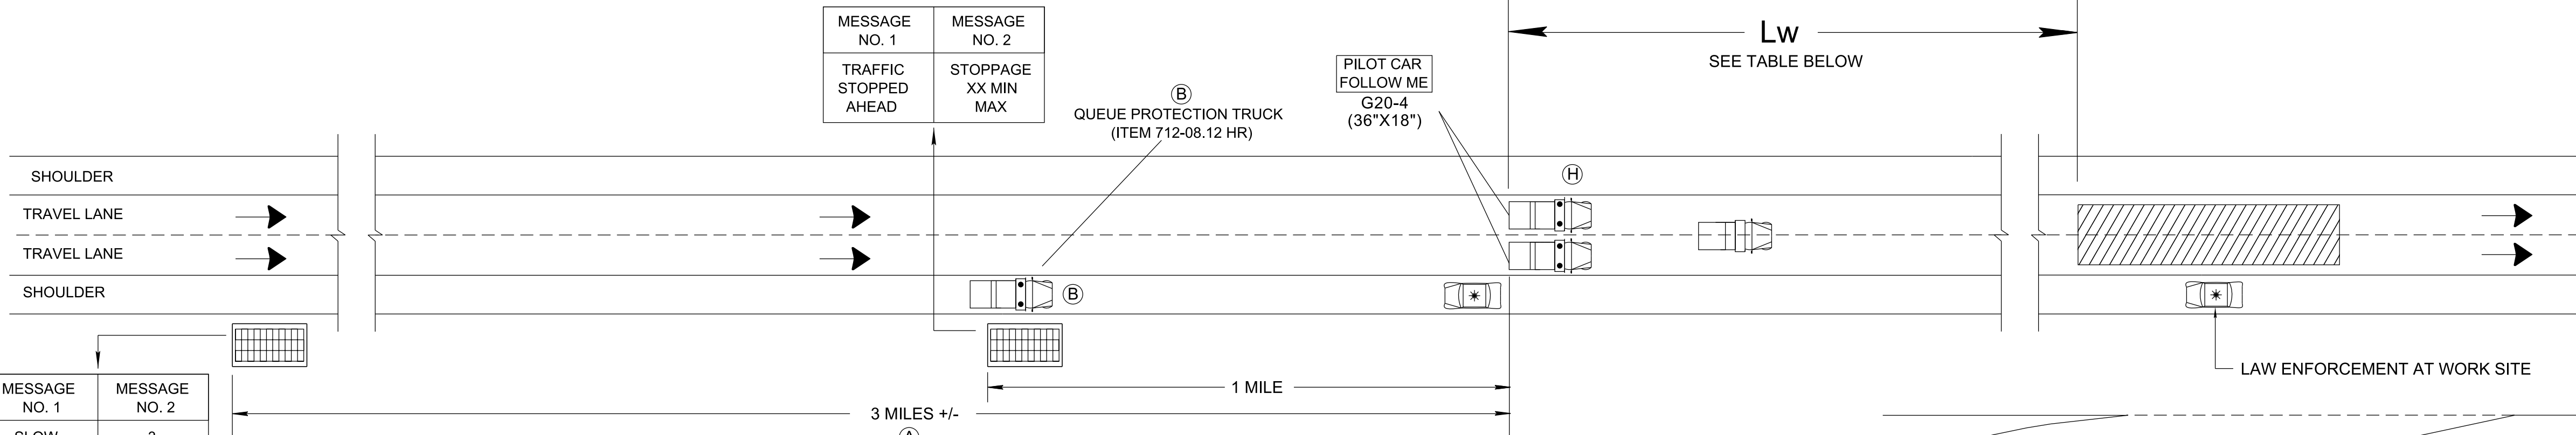 MESSAGE NO. 1
MESSAGE NO. 2
TRAFFIC STOPPED AHEAD
STOPPAGE XX MIN MAX
B
QUEUE PROTECTION TRUCK
(ITEM 712-08.12 HR)
PILOT CAR
FOLLOW ME
G20-4
(36"X18")
Lw
SEE TABLE BELOW
SHOULDER
H
TRAVEL LANE
TRAVEL LANE
SHOULDER
B
LAW ENFORCEMENT AT WORK SITE
1 MILE
3 MILES +/-
A
MESSAGE NO. 1
MESSAGE NO. 2
SLOW